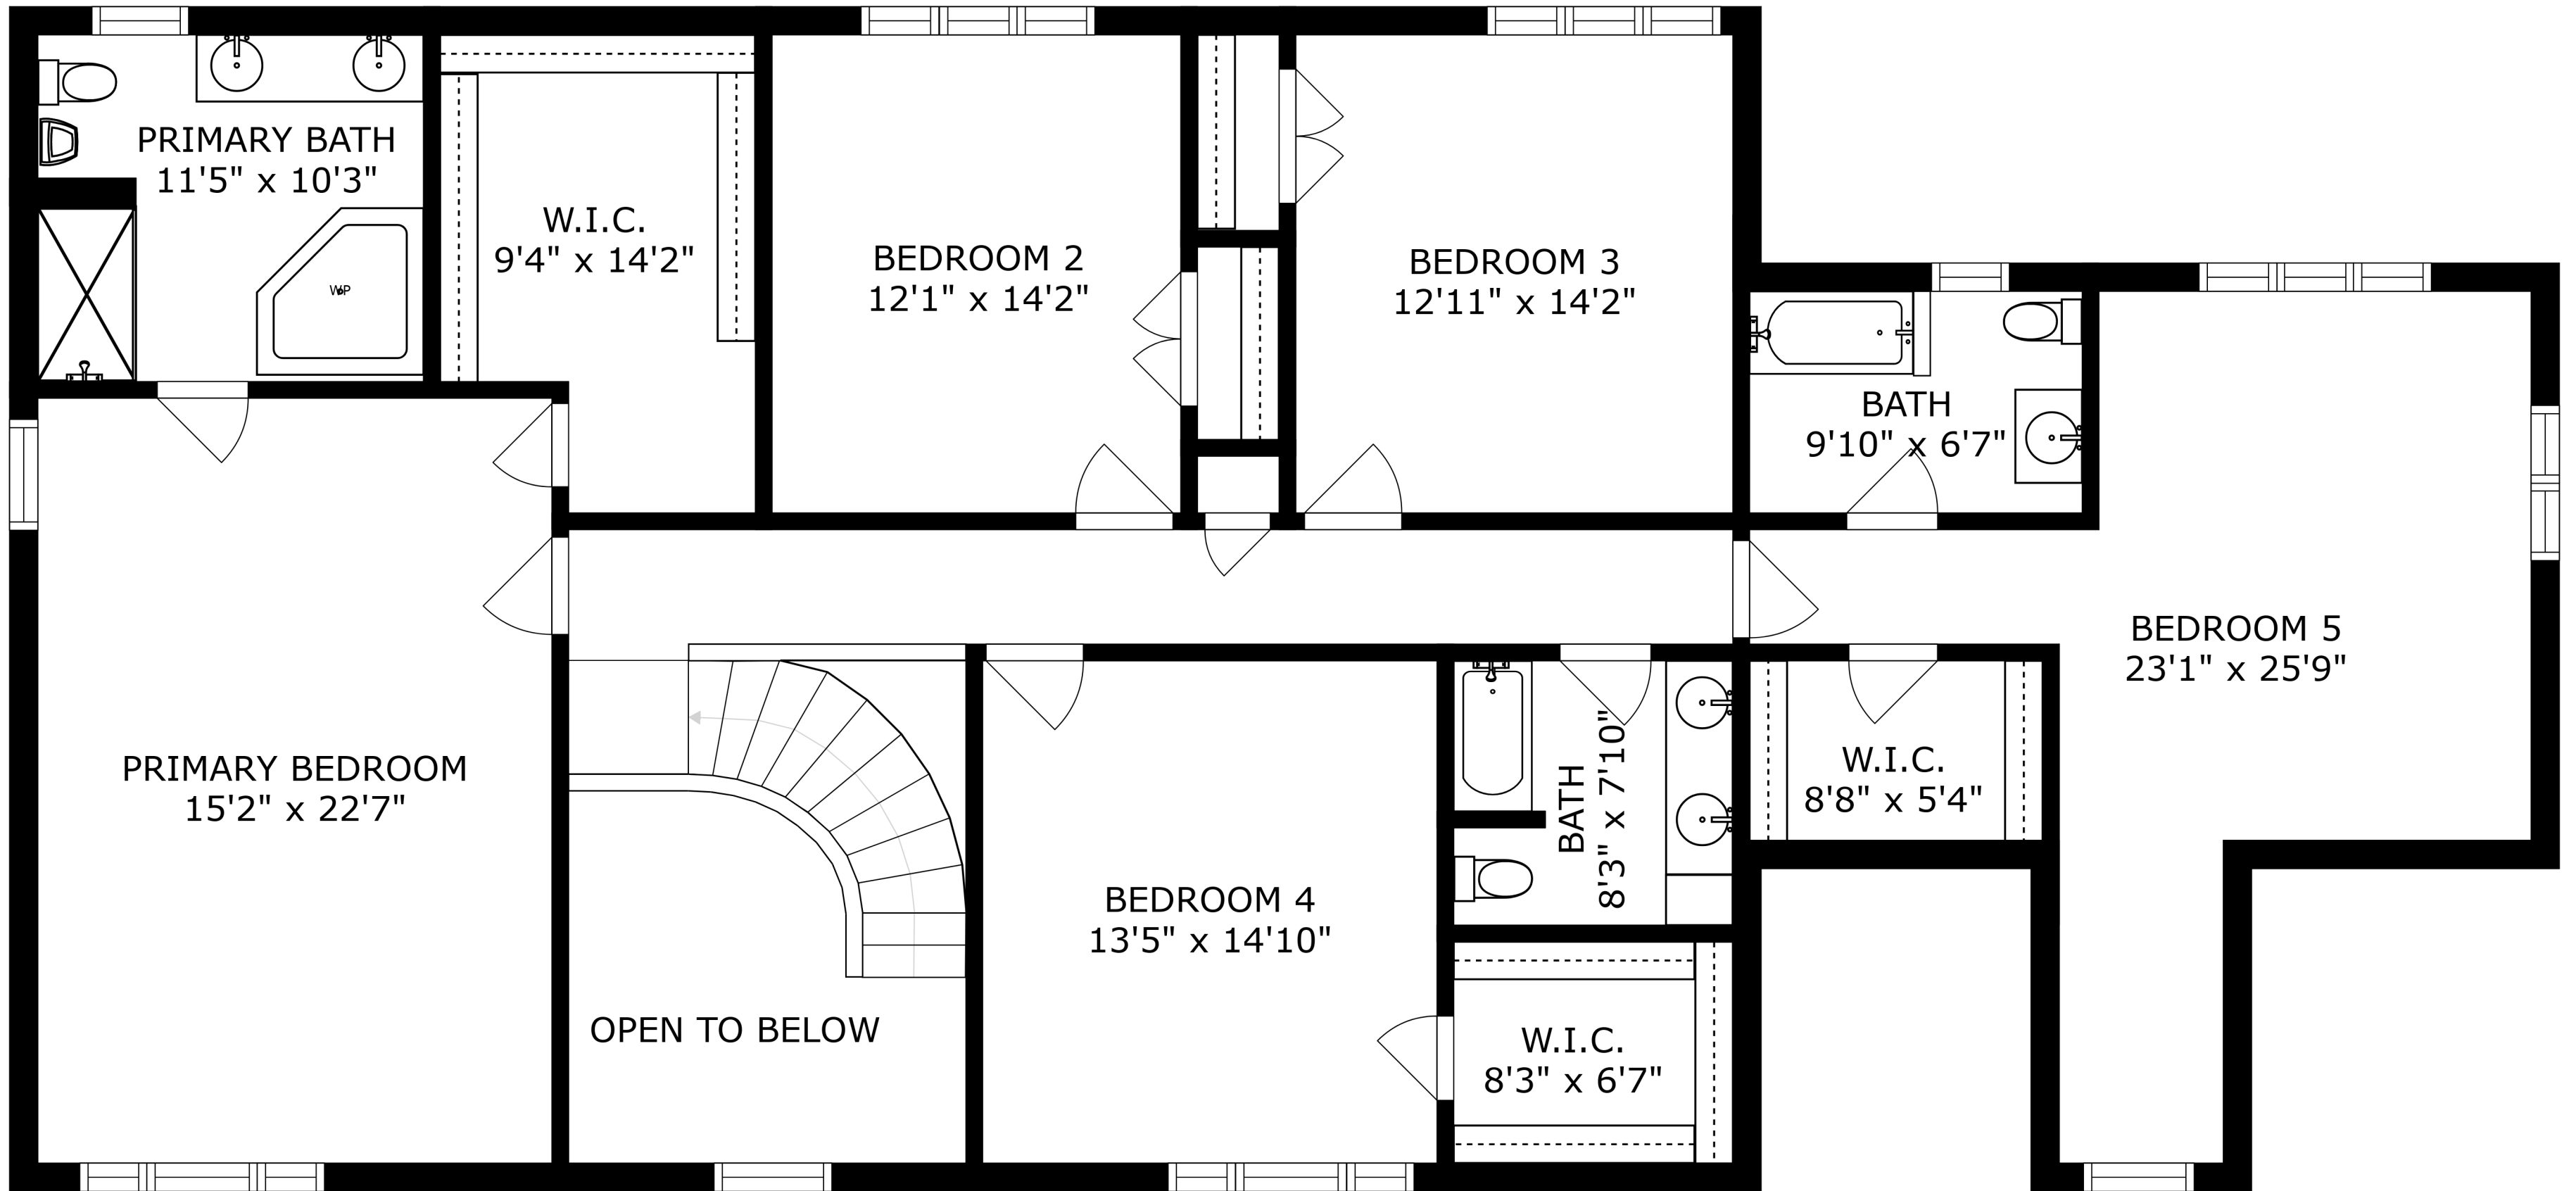 PRIMARY BATH
11'5" x 10'3"
WP
W.I.C.
9'4" x 14'2"
BEDROOM 2
12'1" x 14'2"
BEDROOM 3
12'11" x 14'2"
BATH
9'10" x 6'7"
BEDROOM 5
23'1" x 25'9"
PRIMARY BEDROOM
15'2" x 22'7"
OPEN TO BELOW
BEDROOM 4
13'5" x 14'10"
BATH
8'3" x 7'10"
W.I.C.
8'8" x 5'4"
W.I.C.
8'3" x 6'7"